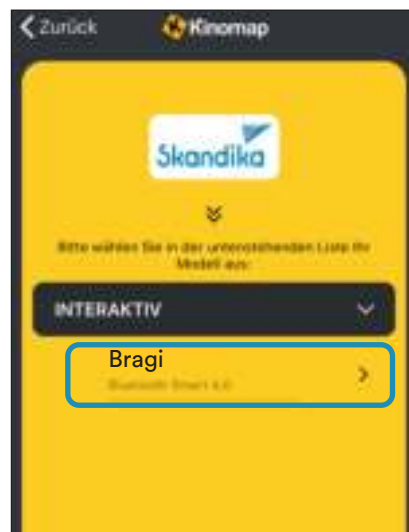 Zurück Kinomap
Skandika
Bitte wählen Sie in der untenstehenden Liste Ihr
Modell aus:
INTERAKTIV
Bragi
Bluetooth Smart 4.0